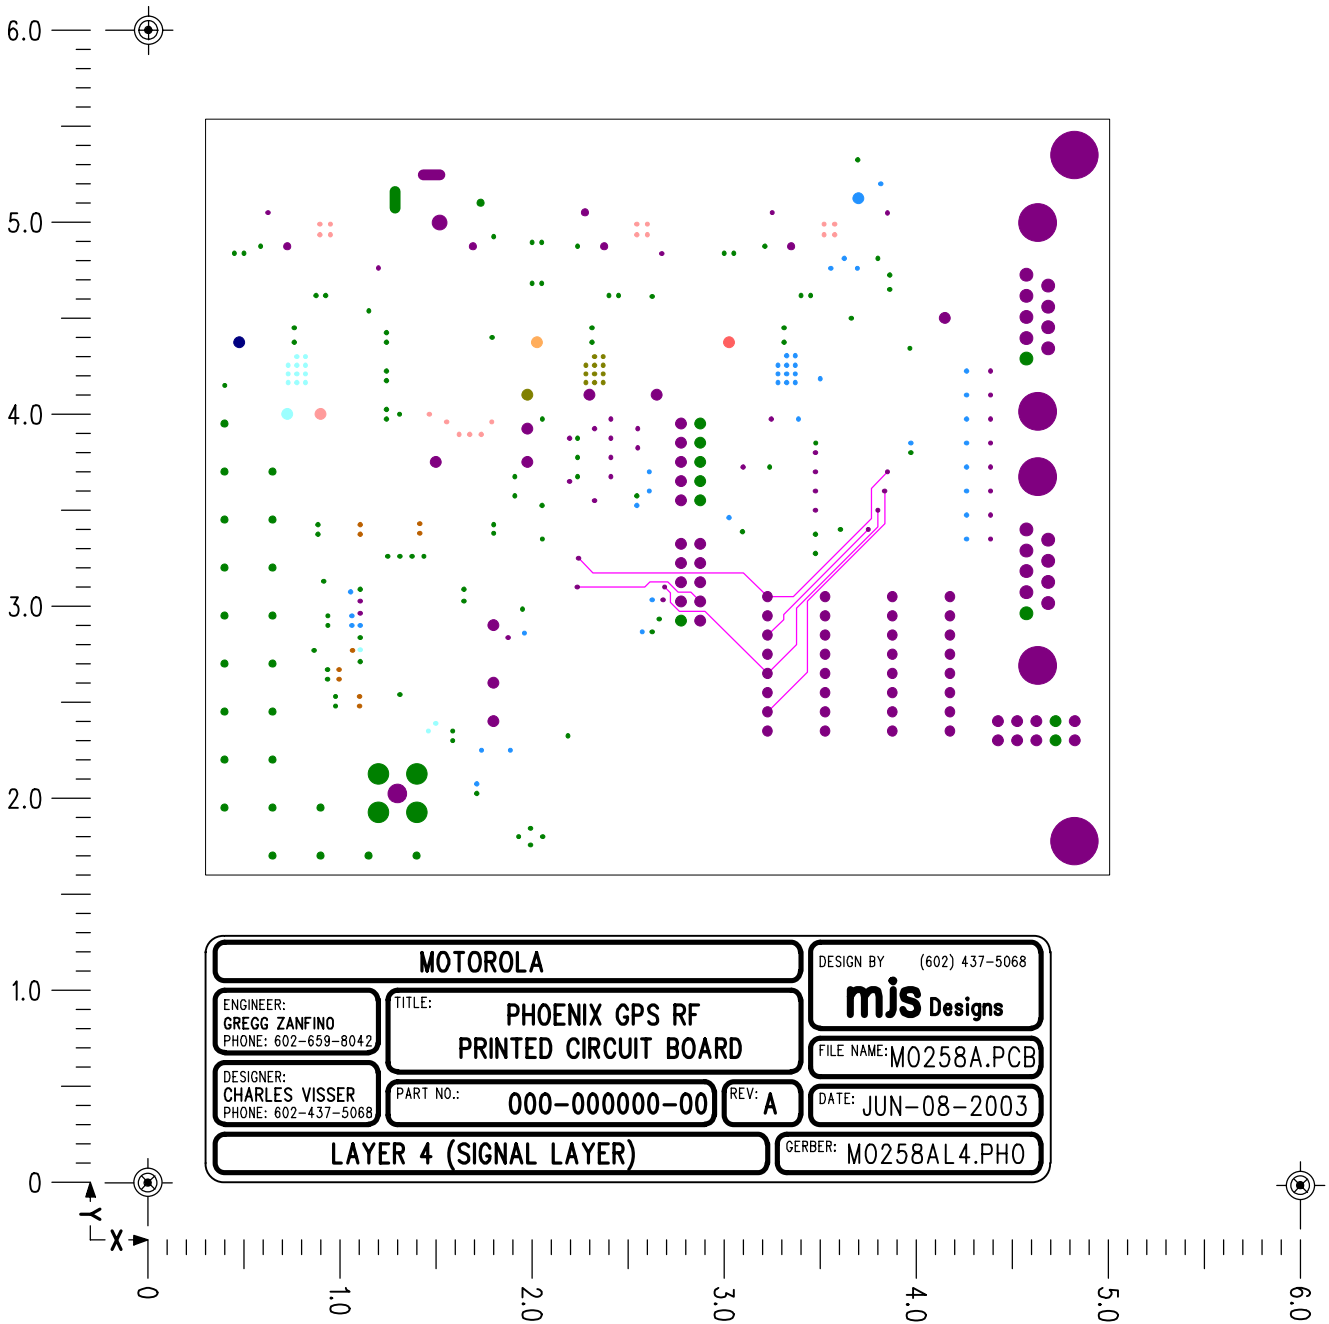 6.0
5.0
4.0
3.0
2.0
1.0
0
Y
X
0
1.0
2.0
3.0
4.0
5.0
6.0
MOTOROLA
DESIGN BY (602) 437-5068
mjs Designs
ENGINEER:
GREGG ZANFINO
PHONE: 602-659-8042
TITLE:
PHOENIX GPS RF
PRINTED CIRCUIT BOARD
FILE NAME: MO258A.PCB
DESIGNER:
CHARLES VISSER
PHONE: 602-437-5068
PART NO.: 000-000000-00
REV: A
DATE: JUN-08-2003
LAYER 4 (SIGNAL LAYER)
GERBER: MO258AL4.PHO